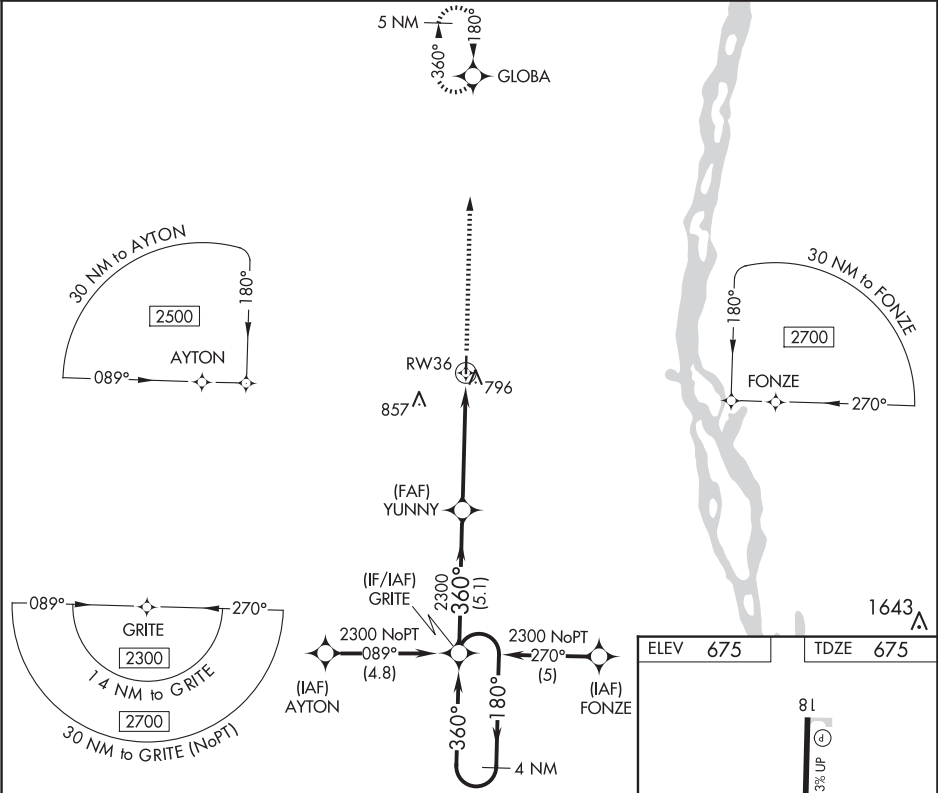 5 NM
180°
360°
GLOBA
30 NM to AYTON
2500
180°
AYTON
089°
30 NM to FONZE
180°
2700
FONZE
270°
RW36
796
857
(FAF)
YUNNY
2300
360°
(5.1)
(IF/IAF)
GRITE
2300 NoPT
089°
(4.8)
(IAF)
AYTON
2300 NoPT
270°
(5)
(IAF)
FONZE
360°
180°
4 NM
089°
270°
GRITE
2300
14 NM to GRITE
2700
30 NM to GRITE (NoPT)
1643
ELEV 675
TDZE 675
18
P
3% UP